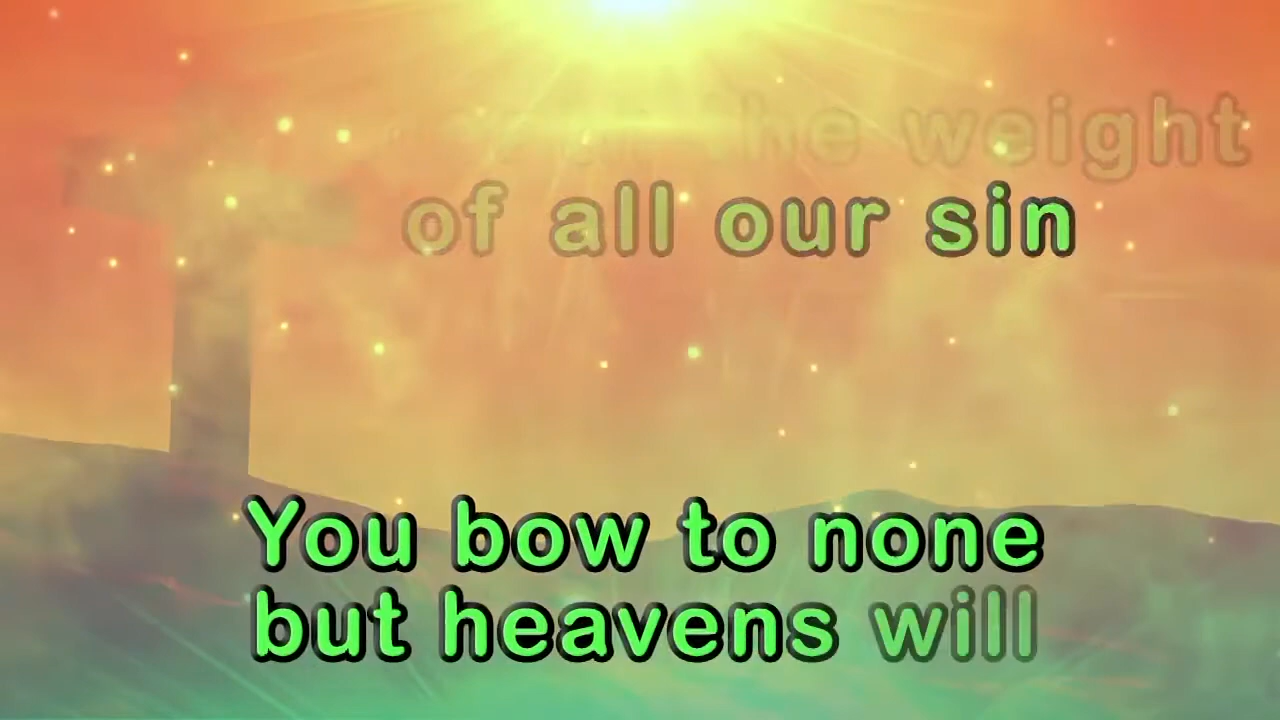 the weight
of all our sin
You bow to none
but heavens will